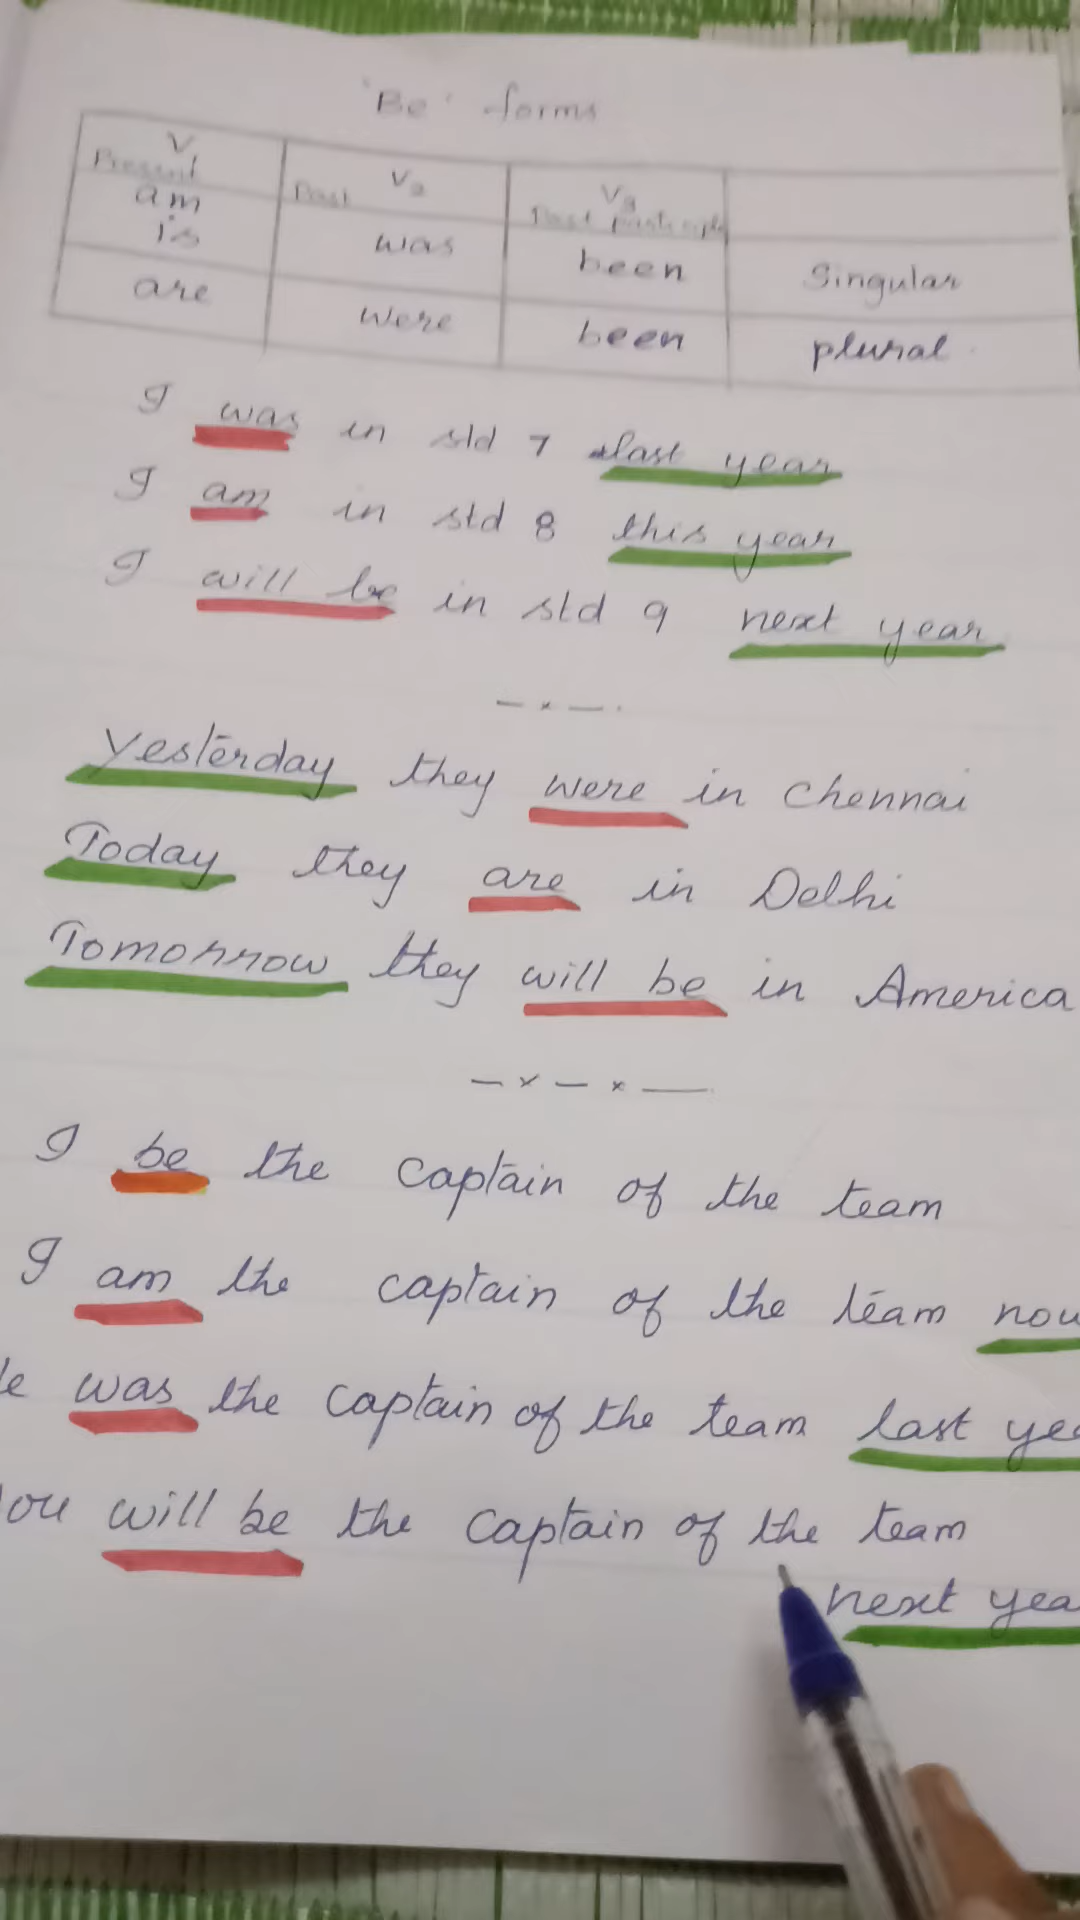 'Be' forms
V V2 V3
Present Past Past participle
am
is was been Singular
are were been plural
I was in std 7 last year
I am in std 8 this year
I will be in std 9 next year
Yesterday they were in Chennai
Today they are in Delhi
Tomorrow they will be in America
I be the captain of the team
I am the captain of the team now
was the captain of the team last
will be the captain of the team
next